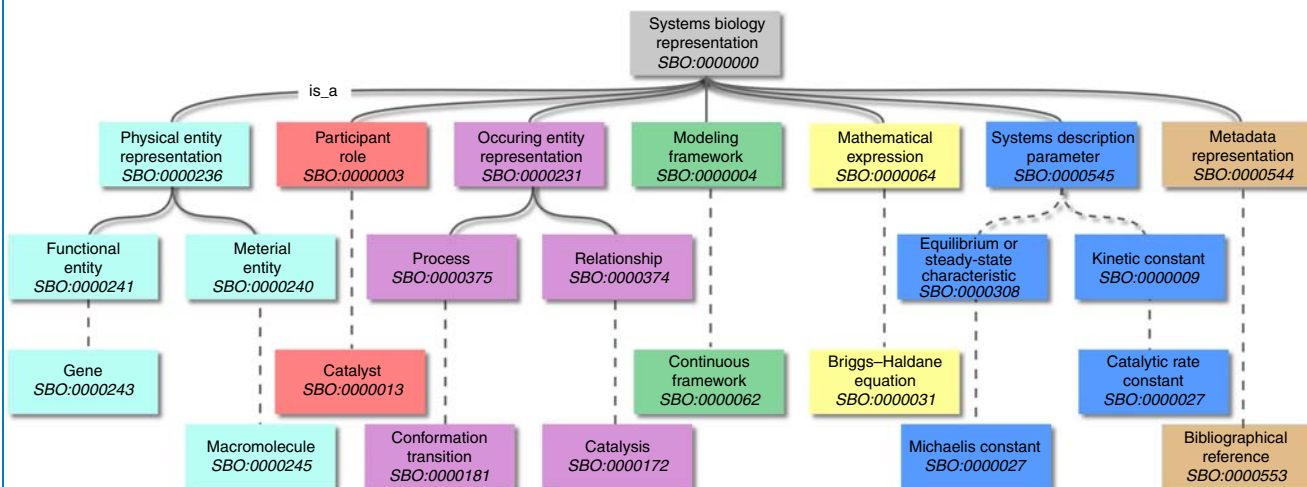 Systems biology
representation
SBO:0000000
is_a
Physical entity
representation
SBO:0000236
Participant
role
SBO:0000003
Occuring entity
representation
SBO:0000231
Modeling
framework
SBO:0000004
Mathematical
expression
SBO:0000064
Systems description
parameter
SBO:0000545
Metadata
representation
SBO:0000544
Functional
entity
SBO:0000241
Meterial
entity
SBO:0000240
Process
SBO:0000375
Relationship
SBO:0000374
Equilibrium or
steady-state
characteristic
SBO:0000308
Kinetic constant
SBO:0000009
Gene
SBO:0000243
Catalyst
SBO:0000013
Continuous
framework
SBO:0000062
Briggs–Haldane
equation
SBO:0000031
Catalytic rate
constant
SBO:0000027
Macromolecule
SBO:0000245
Conformation
transition
SBO:0000181
Catalysis
SBO:0000172
Michaelis constant
SBO:0000027
Bibliographical
reference
SBO:0000553